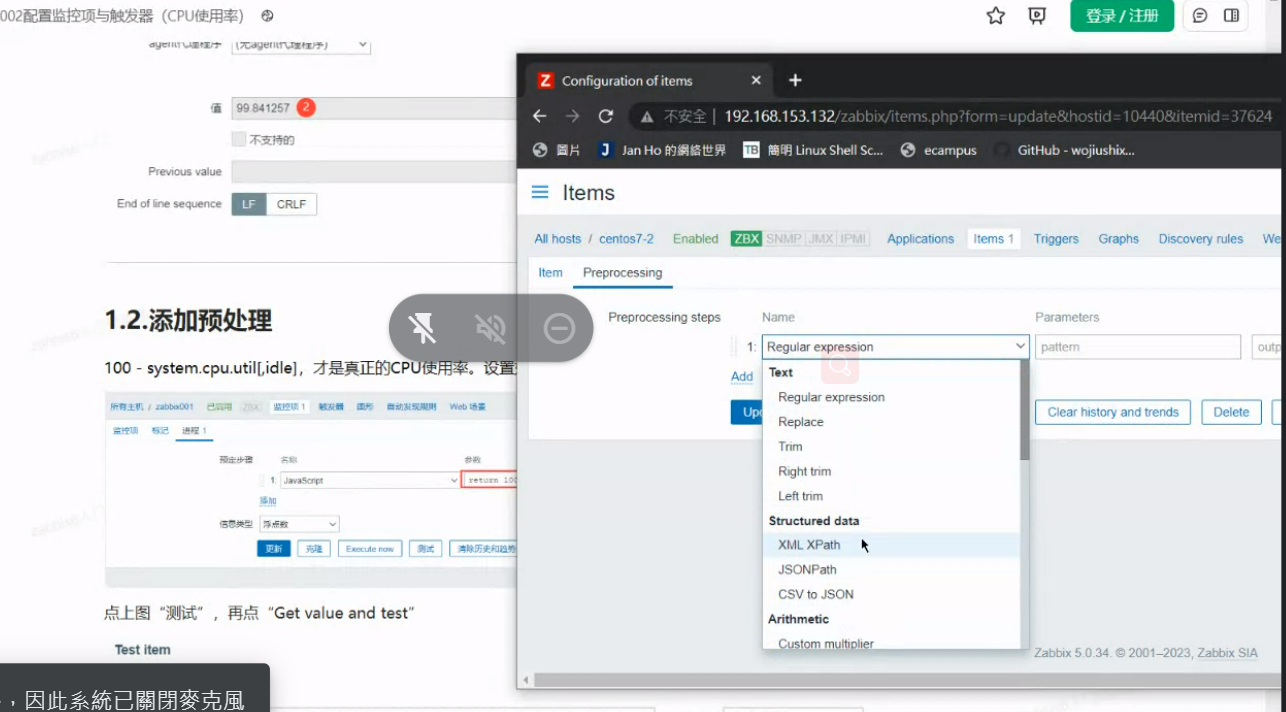 002配置监控项与触发器（CPU使用率）
登录 / 注册
agent代理程序 (无agent代理程序)
值 99.841257 2
不支持的
Previous value
End of line sequence LF CRLF
1.2.添加预处理
100 - system.cpu.util[,idle]，才是真正的CPU使用率。设置
所有主机 / zabbix001 已启用 ZBX 监控项 1 触发器 图形 自动发现规则 Web 场景
监控项 标记 进程 1
预定步骤 名称 参数
1: JavaScript return 100
添加
信息类型 浮点数
更新 克隆 Execute now 测试 清除历史和趋势
点上图“测试”，再点“Get value and test”
Test item
，因此系統已關閉麥克風
Z Configuration of items
不安全 192.168.153.132/zabbix/items.php?form=update&hostid=10440&itemid=37624
圖片 J Jan Ho 的網絡世界 TB 簡明 Linux Shell Sc... ecampus GitHub - wojiushix...
Items
All hosts / centos7-2 Enabled ZBX SNMP JMX IPMI Applications Items 1 Triggers Graphs Discovery rules We
Item Preprocessing
Preprocessing steps Name Parameters
1: Regular expression pattern outp
Add
Upd Clear history and trends Delete
Text
Regular expression
Replace
Trim
Right trim
Left trim
Structured data
XML XPath
JSONPath
CSV to JSON
Arithmetic
Custom multiplier
Zabbix 5.0.34. © 2001–2023, Zabbix SIA